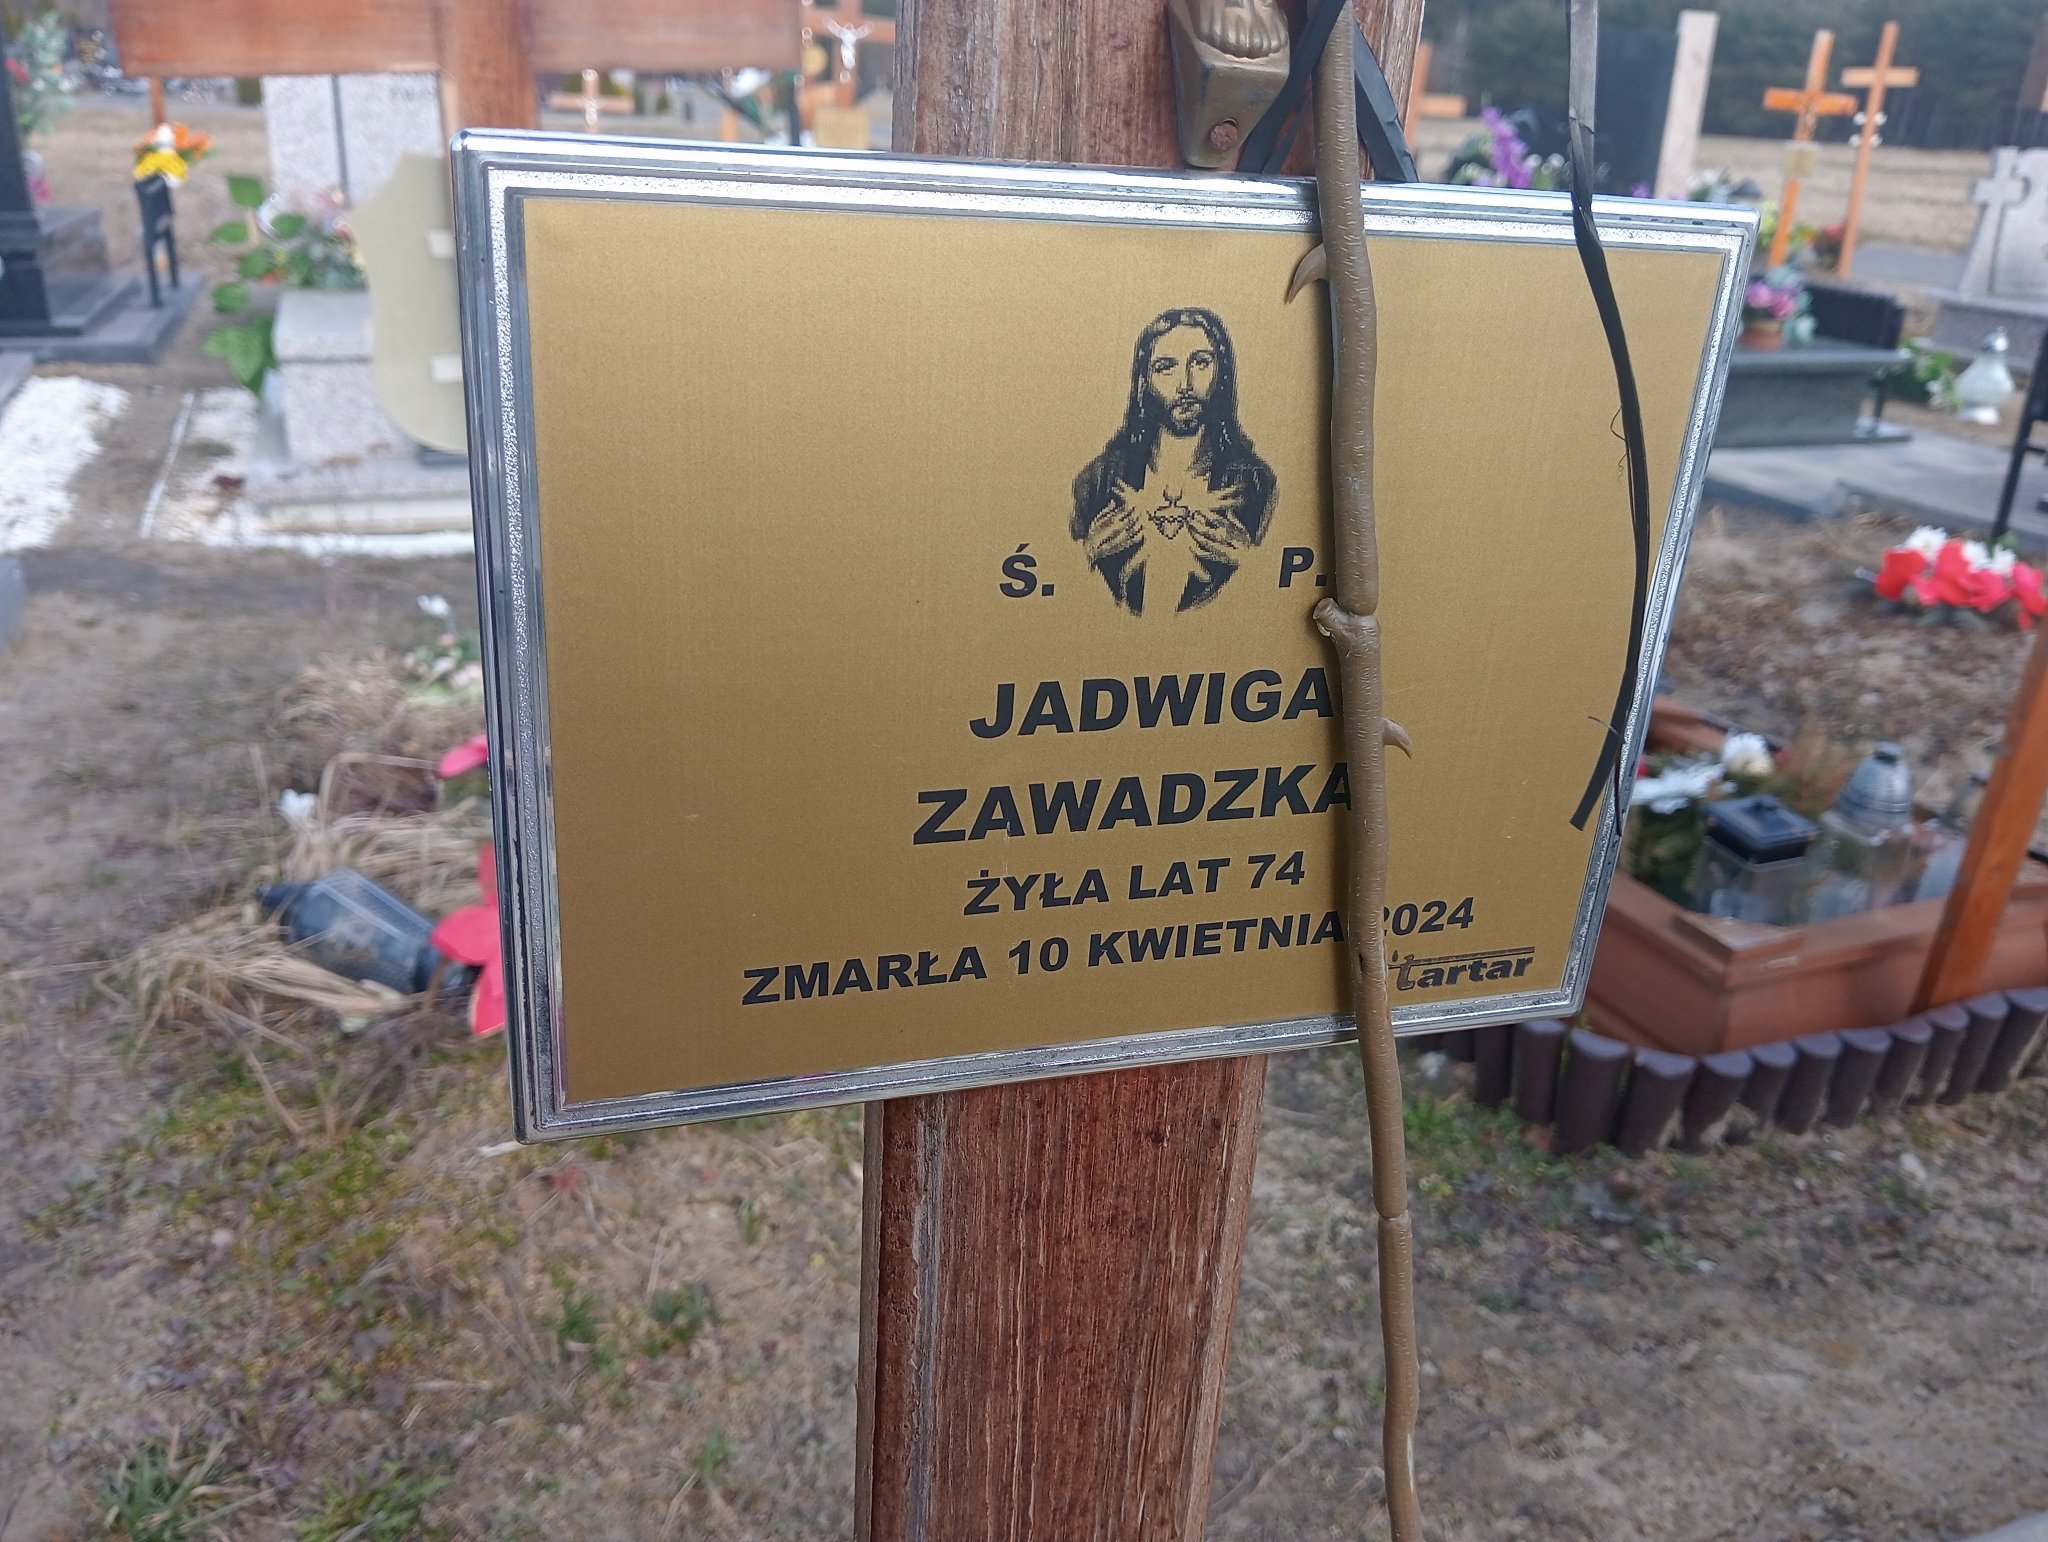 Ś. P.
JADWIGA
ZAWADZKA
ŻYŁA LAT 74
ZMARŁA 10 KWIETNIA 2024
tartar